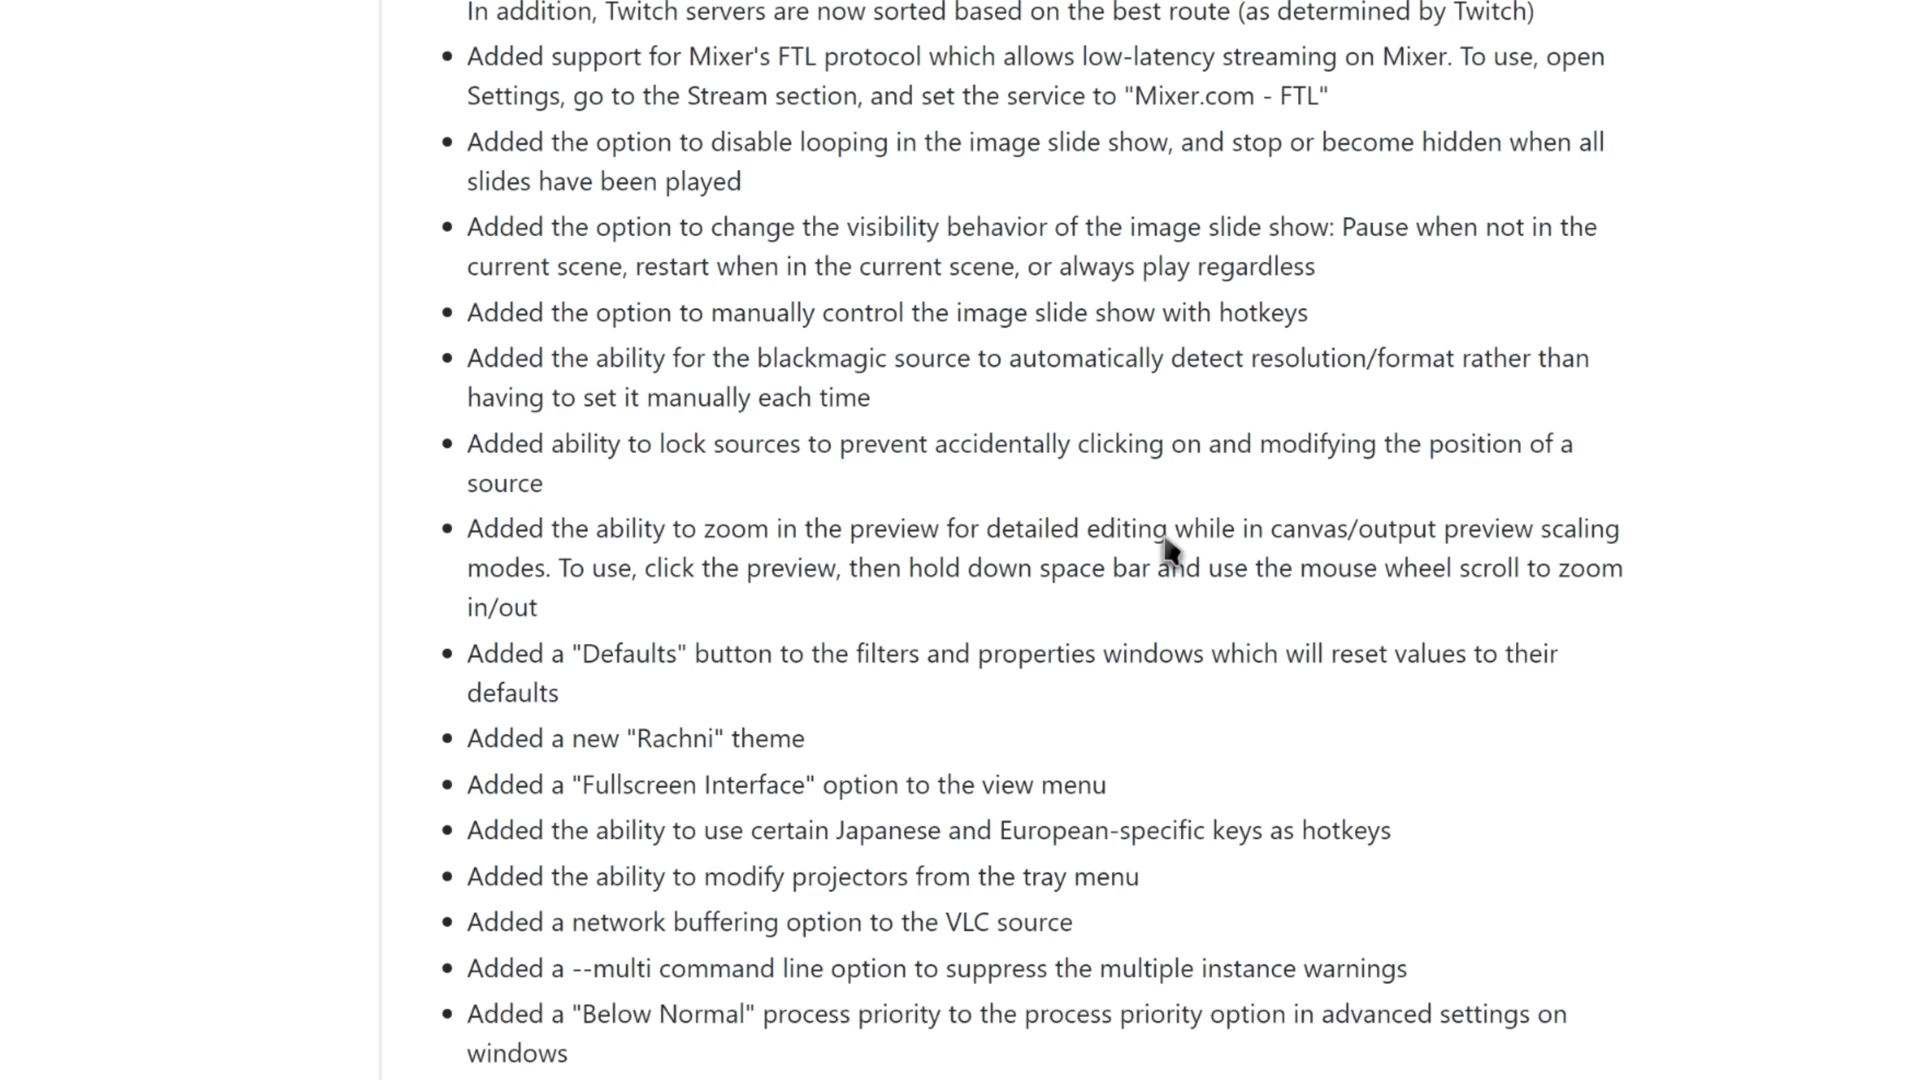 In addition, Twitch servers are now sorted based on the best route (as determined by Twitch)
• Added support for Mixer's FTL protocol which allows low-latency streaming on Mixer. To use, open
Settings, go to the Stream section, and set the service to "Mixer.com - FTL"
• Added the option to disable looping in the image slide show, and stop or become hidden when all
slides have been played
• Added the option to change the visibility behavior of the image slide show: Pause when not in the
current scene, restart when in the current scene, or always play regardless
• Added the option to manually control the image slide show with hotkeys
• Added the ability for the blackmagic source to automatically detect resolution/format rather than
having to set it manually each time
• Added ability to lock sources to prevent accidentally clicking on and modifying the position of a
source
• Added the ability to zoom in the preview for detailed editing while in canvas/output preview scaling
modes. To use, click the preview, then hold down space bar and use the mouse wheel scroll to zoom
in/out
• Added a "Defaults" button to the filters and properties windows which will reset values to their
defaults
• Added a new "Rachni" theme
• Added a "Fullscreen Interface" option to the view menu
• Added the ability to use certain Japanese and European-specific keys as hotkeys
• Added the ability to modify projectors from the tray menu
• Added a network buffering option to the VLC source
• Added a --multi command line option to suppress the multiple instance warnings
• Added a "Below Normal" process priority to the process priority option in advanced settings on
windows